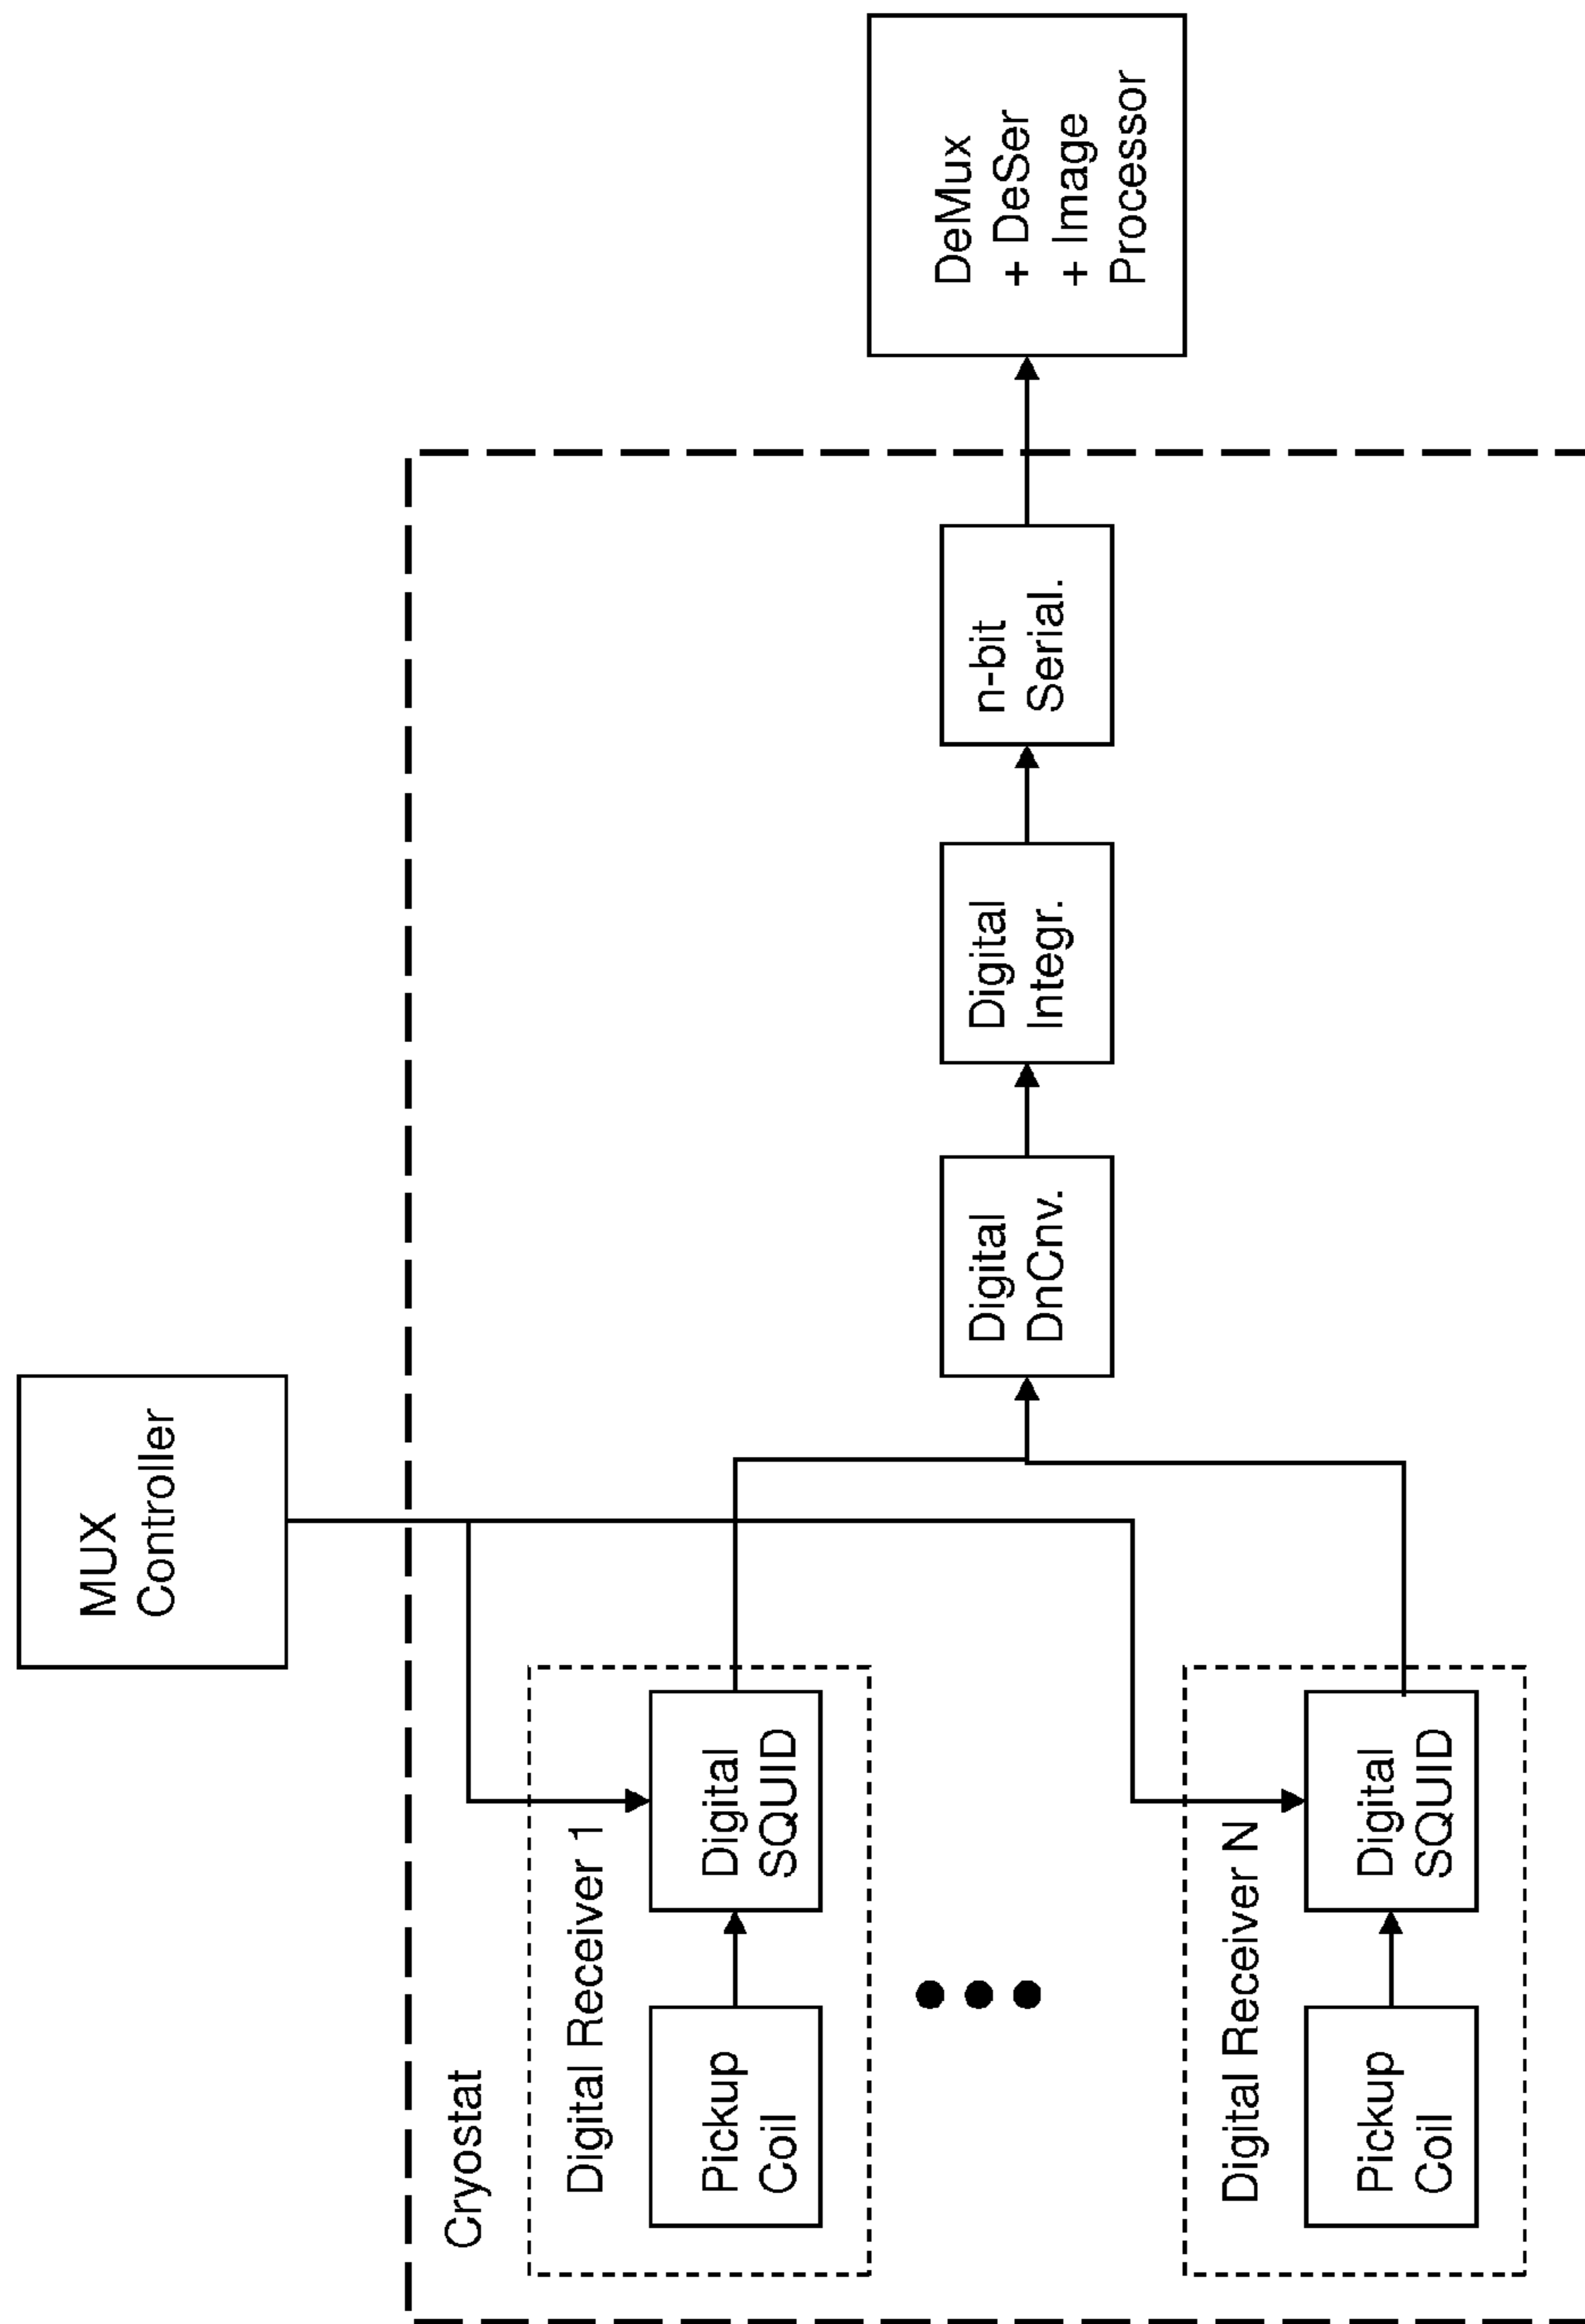 MUX
Controller
Cryostat
Digital Receiver 1
Pickup
Coil
Digital
SQUID
Digital Receiver N
Pickup
Coil
Digital
SQUID
Digital
DnCnv.
Digital
Integr.
n-bit
Serial.
DeMux
+ DeSer
+ Image
Processor